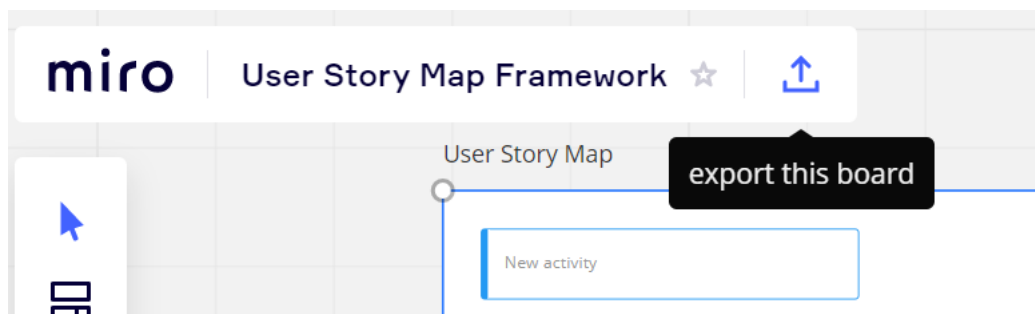 miro User Story Map Framework
User Story Map
export this board
New activity